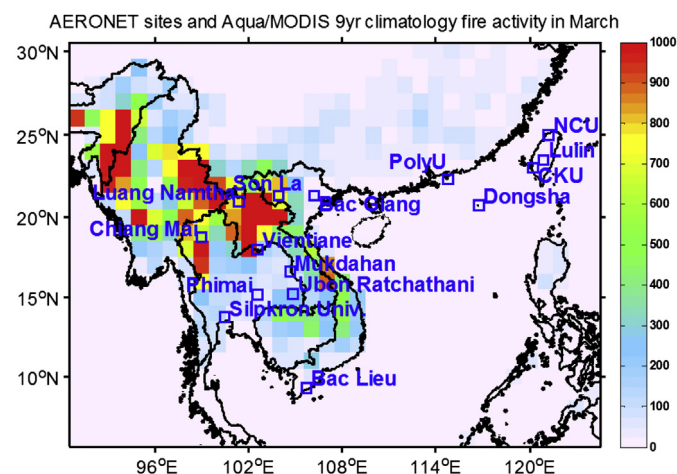 AERONET sites and Aqua/MODIS 9yr climatology fire activity in March
30°N
25°N
20°N
15°N
10°N
96°E
102°E
108°E
114°E
120°E
NCU
Lulin
CKU
PolyU
Dongsha
Son La
Luang Namtha
Bac Giang
Chiang Mai
Vientiane
Mukdahan
Phimai
Ubon Ratchathani
Silpkron Univ.
Bac Lieu
1000
900
800
700
600
500
400
300
200
100
0